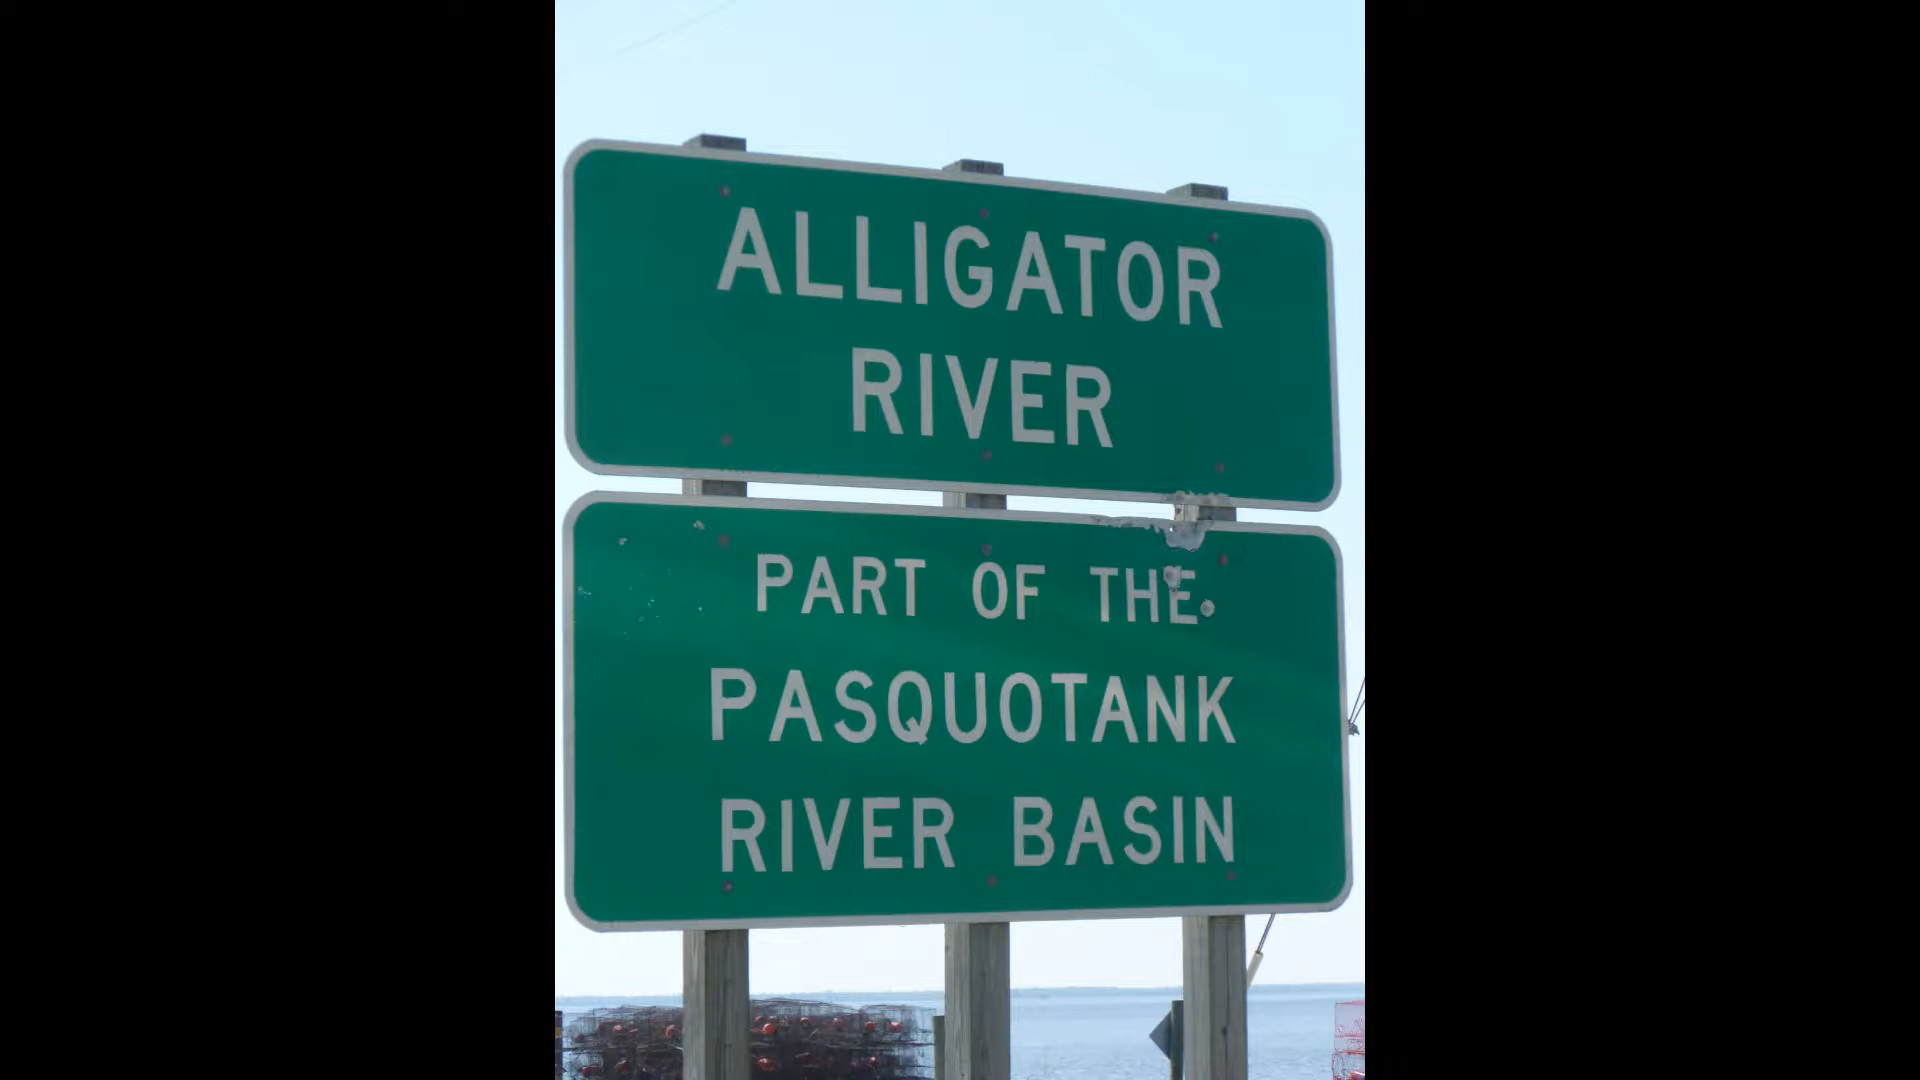 ALLIGATOR
RIVER
PART OF THE
PASQUOTANK
RIVER BASIN